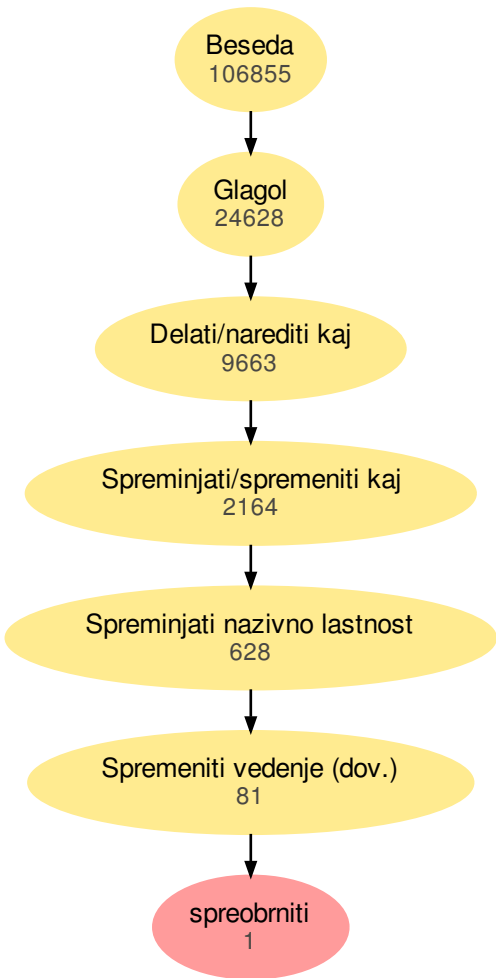 Beseda
106855
Glagol
24628
Delati/narediti kaj
9663
Spreminjati/spremeniti kaj
2164
Spreminjati nazivno lastnost
628
Spremeniti vedenje (dov.)
81
spreobrniti
1